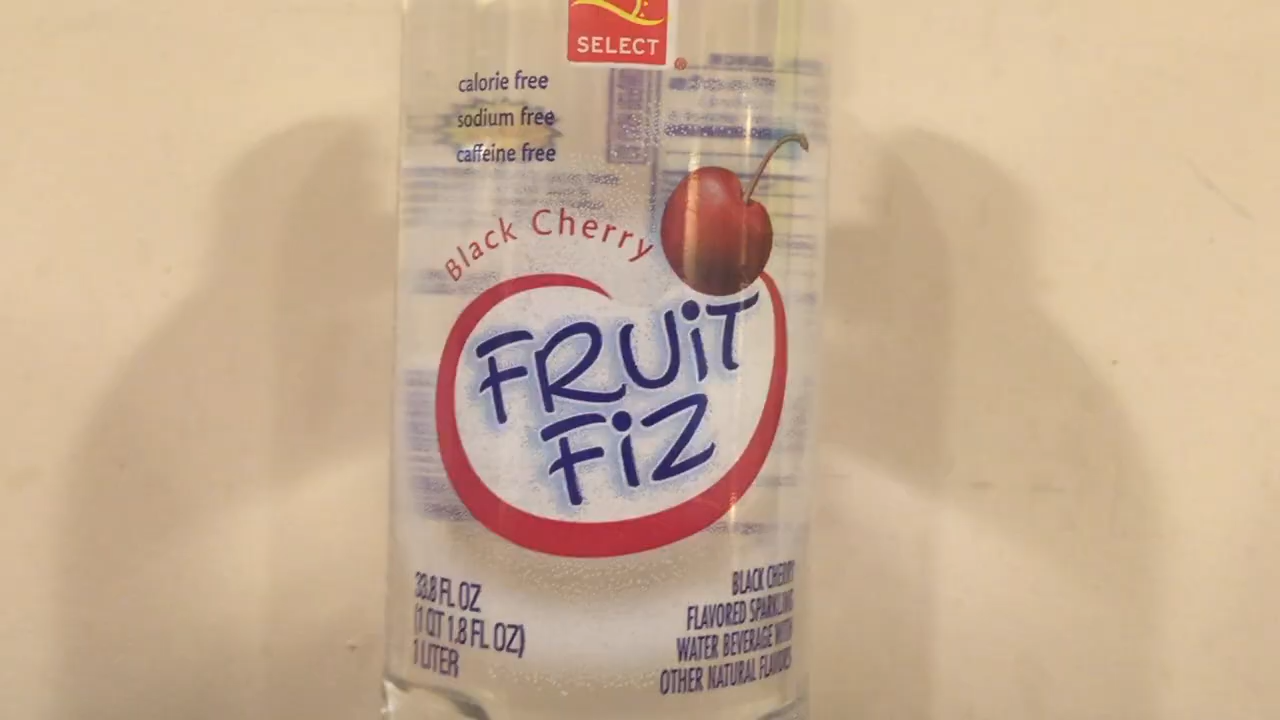 SELECT
calorie free
sodium free
caffeine free
Black Cherry
FRUiT
FiZ
33.8 FL OZ
(1 QT 1.8 FL OZ)
1 LITER
BLACK CHERRY
FLAVORED SPARKLING
WATER BEVERAGE WITH
OTHER NATURAL FLAVORS